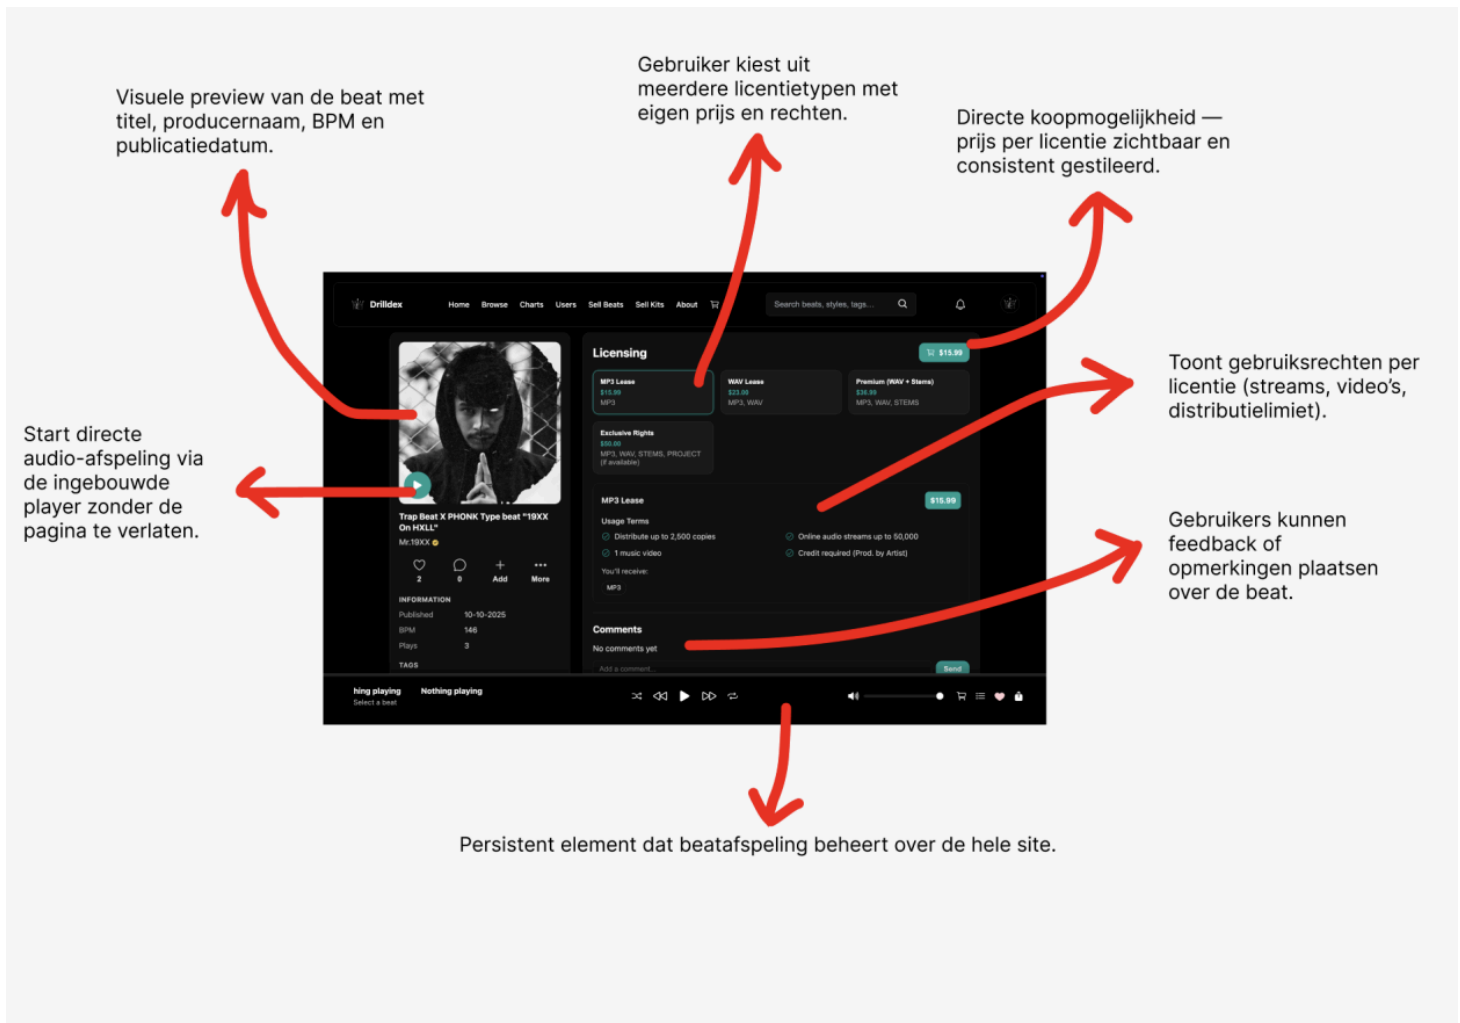 Visuele preview van de beat met
titel, producernaam, BPM en
publicatiedatum.
Gebruiker kiest uit
meerdere licentietypen met
eigen prijs en rechten.
Directe koopmogelijkheid —
prijs per licentie zichtbaar en
consistent gestileerd.
Toont gebruiksrechten per
licentie (streams, video's,
distributielimiet).
Start directe
audio-afspeling via
de ingebouwde
player zonder de
pagina te verlaten.
Gebruikers kunnen
feedback of
opmerkingen plaatsen
over de beat.
Drilldex Home Browse Charts Users Sell Beats Sell Kits About Search beats, styles, tags...
Trap Beat X PHONK Type beat "19XX
On HXLL"
Mr.19XX
2 0 Add More
INFORMATION
Published 10-10-2025
BPM 146
Plays 3
TAGS
Licensing $15.99
MP3 Lease
$15.99
MP3
WAV Lease
$23.00
MP3, WAV
Premium (WAV + Stems)
$36.99
MP3, WAV, STEMS
Exclusive Rights
$50.00
MP3, WAV, STEMS, PROJECT
(if available)
MP3 Lease $15.99
Usage Terms
Distribute up to 2,500 copies Online audio streams up to 50,000
1 music video Credit required (Prod. by Artist)
You'll receive:
MP3
Comments
No comments yet
Add a comment... Send
hing playing Nothing playing
Select a beat
Persistent element dat beatafspeling beheert over de hele site.